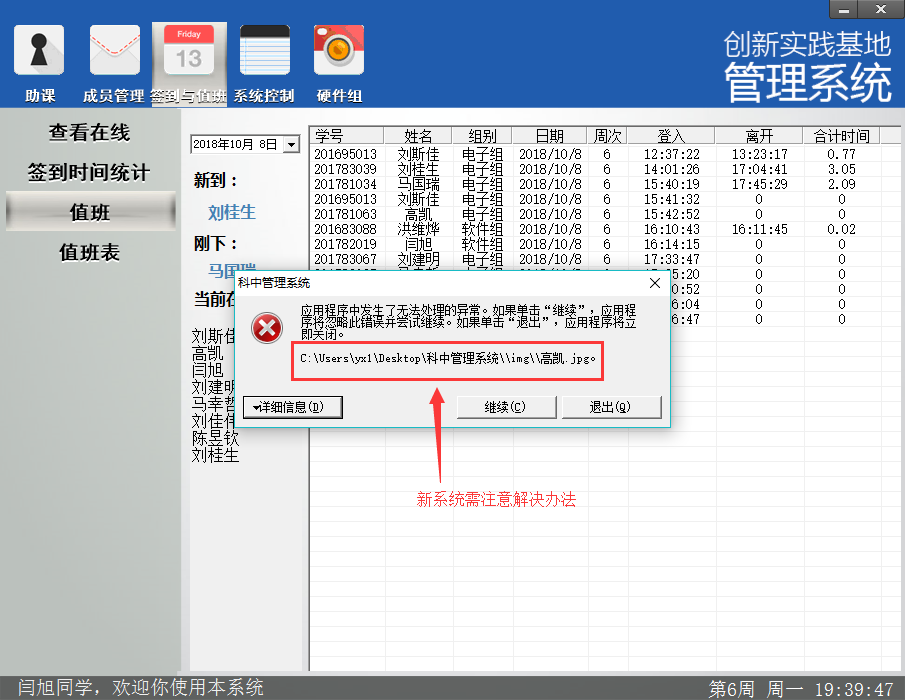 Friday
13
助课
成员管理
签到与值班
系统控制
硬件组
创新实践基地
管理系统
查看在线
签到时间统计
值班
值班表
2018年10月 8日
新到：
刘桂生
刚下：
马国瑞
当前在
刘斯佳
高凯
闫旭
刘建明
马幸哲
刘佳伟
陈昱钦
刘桂生
学号 姓名 组别 日期 周次 登入 离开 合计时间
201695013 刘斯佳 电子组 2018/10/8 6 12:37:22 13:23:17 0.77
201783039 刘桂生 电子组 2018/10/8 6 14:01:26 17:04:41 3.05
201781034 马国瑞 电子组 2018/10/8 6 15:40:19 17:45:29 2.09
201695013 刘斯佳 电子组 2018/10/8 6 15:41:32 0 0
201781063 高凯 电子组 2018/10/8 6 15:42:52 0 0
201683088 洪维烨 软件组 2018/10/8 6 16:10:43 16:11:45 0.02
201782019 闫旭 软件组 2018/10/8 6 16:14:15 0 0
201783067 刘建明 电子组 2018/10/8 6 17:33:47 0 0
5:20 0 0
0:52 0 0
6:04 0 0
6:47 0 0
科中管理系统
应用程序中发生了无法处理的异常。如果单击“继续”，应用程
序将忽略此错误并尝试继续。如果单击“退出”，应用程序将立
即关闭。
C:\Users\yxl\Desktop\科中管理系统\\img\\高凯.jpg。
详细信息(D)
继续(C)
退出(Q)
新系统需注意解决办法
闫旭同学，欢迎你使用本系统
第6周 周一 19:39:47